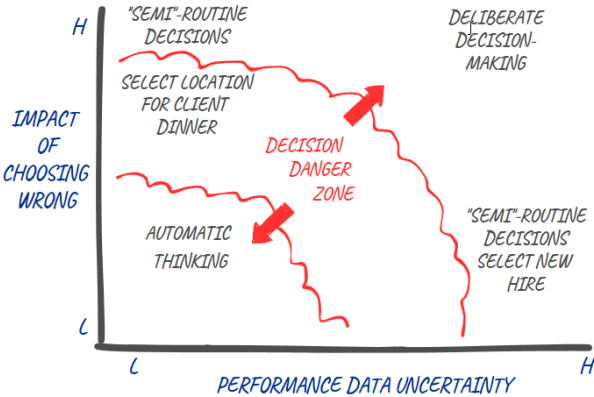 "SEMI"-ROUTINE
DECISIONS
SELECT LOCATION
FOR CLIENT
DINNER
DELIBERATE
DECISION-
MAKING
H
IMPACT
OF
CHOOSING
WRONG
DECISION
DANGER
ZONE
AUTOMATIC
THINKING
"SEMI"-ROUTINE
DECISIONS
SELECT NEW
HIRE
L
L
H
PERFORMANCE DATA UNCERTAINTY